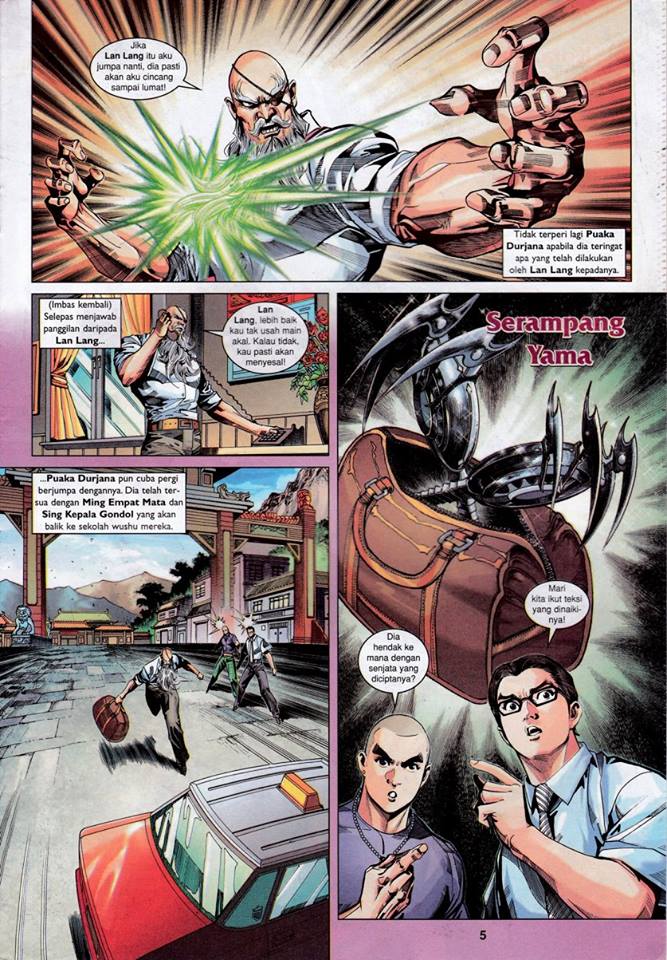 Jika
Lan Lang itu aku
jumpa nanti, dia pasti
akan aku cincang
sampai lumat!
Tidak terperi lagi Puaka
Durjana apabila dia teringat
apa yang telah dilakukan
oleh Lan Lang kepadanya.
(Imbas kembali)
Selepas menjawab
panggilan daripada
Lan Lang...
Lan
Lang, lebih baik
kau tak usah main
akal. Kalau tidak,
kau pasti akan
menyesal!
...Puaka Durjana pun cuba pergi
berjumpa dengannya. Dia telah ter-
sua dengan Ming Empat Mata dan
Sing Kepala Gondol yang akan
balik ke sekolah wushu mereka.
Serampang
Yama
Dia
hendak ke
mana dengan
senjata yang
diciptanya?
Mari
kita ikut teksi
yang dinaiki-
nya!
5